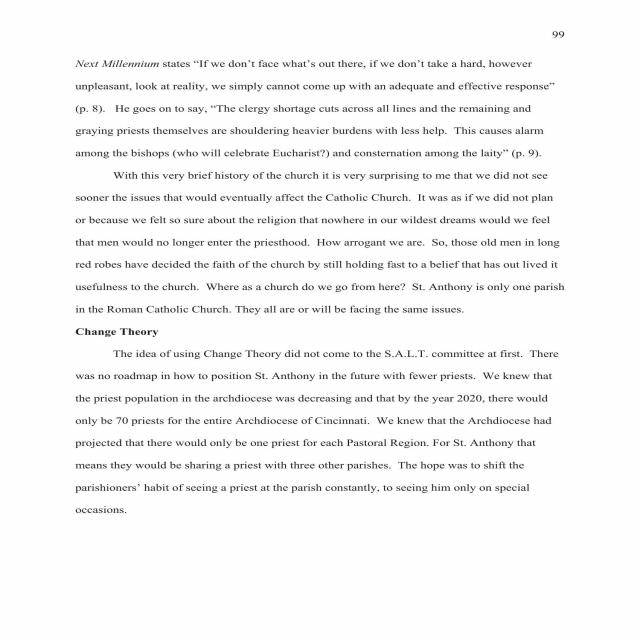 99
Next Millennium states “If we don’t face what’s out there, if we don’t take a hard, however
unpleasant, look at reality, we simply cannot come up with an adequate and effective response”
(p. 8).   He goes on to say, “The clergy shortage cuts across all lines and the remaining and
graying priests themselves are shouldering heavier burdens with less help.  This causes alarm
among the bishops (who will celebrate Eucharist?) and consternation among the laity” (p. 9).
With this very brief history of the church it is very surprising to me that we did not see
sooner the issues that would eventually affect the Catholic Church.  It was as if we did not plan
or because we felt so sure about the religion that nowhere in our wildest dreams would we feel
that men would no longer enter the priesthood.  How arrogant we are.  So, those old men in long
red robes have decided the faith of the church by still holding fast to a belief that has out lived it
usefulness to the church.  Where as a church do we go from here?  St. Anthony is only one parish
in the Roman Catholic Church. They all are or will be facing the same issues.
Change Theory
The idea of using Change Theory did not come to the S.A.L.T. committee at first.  There
was no roadmap in how to position St. Anthony in the future with fewer priests.  We knew that
the priest population in the archdiocese was decreasing and that by the year 2020, there would
only be 70 priests for the entire Archdiocese of Cincinnati.  We knew that the Archdiocese had
projected that there would only be one priest for each Pastoral Region. For St. Anthony that
means they would be sharing a priest with three other parishes.  The hope was to shift the
parishioners’ habit of seeing a priest at the parish constantly, to seeing him only on special
occasions.